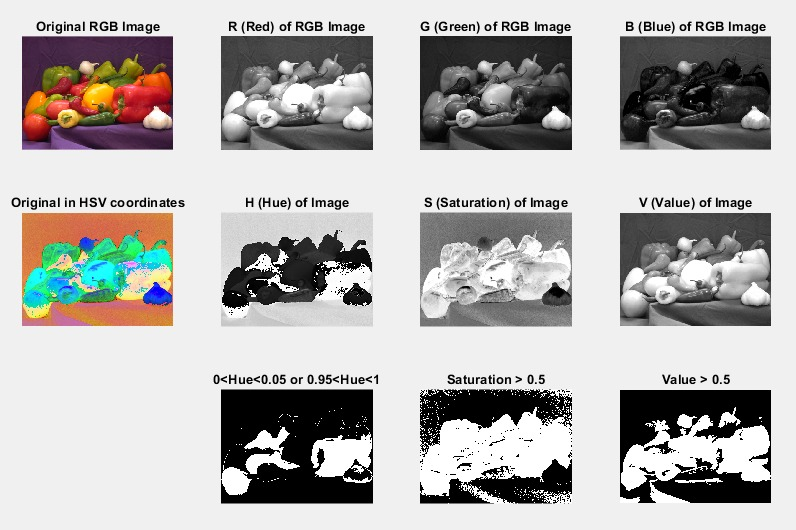 Original RGB Image
R (Red) of RGB Image
G (Green) of RGB Image
B (Blue) of RGB Image
Original in HSV coordinates
H (Hue) of Image
S (Saturation) of Image
V (Value) of Image
0<Hue<0.05 or 0.95<Hue<1
Saturation > 0.5
Value > 0.5